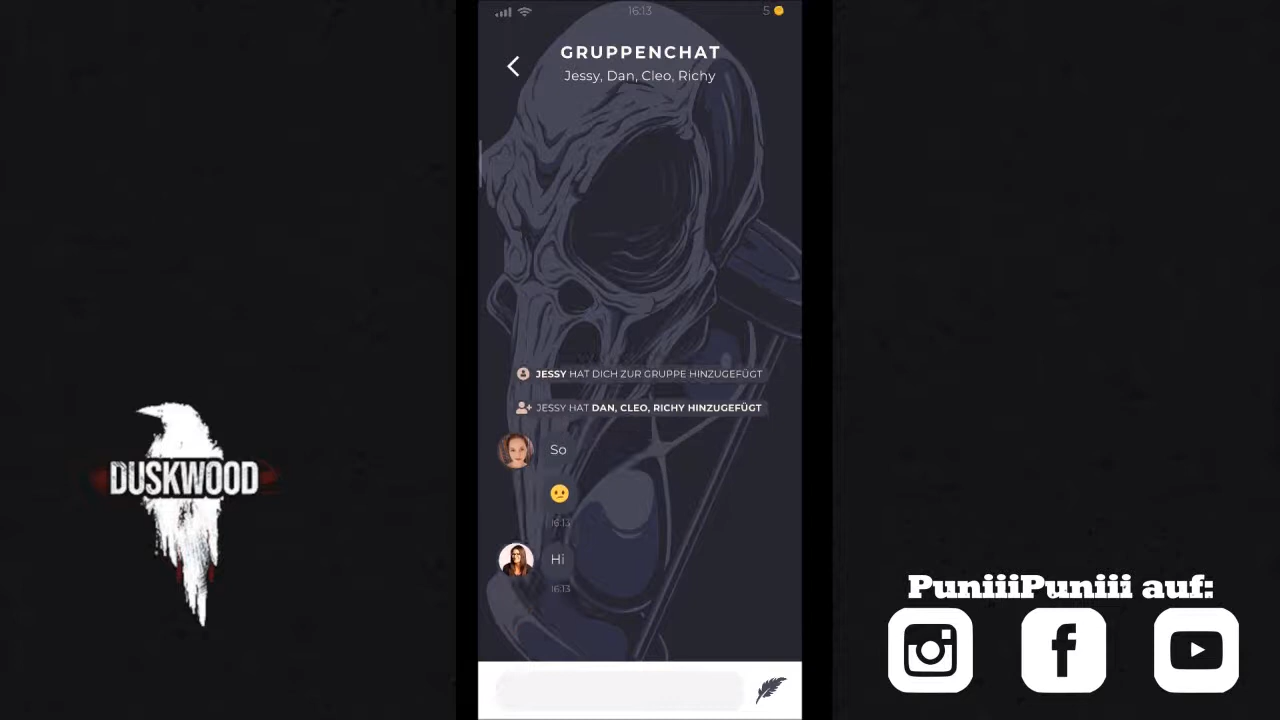 16:13
5
GRUPPENCHAT
Jessy, Dan, Cleo, Richy
JESSY HAT DICH ZUR GRUPPE HINZUGEFÜGT
JESSY HAT DAN, CLEO, RICHY HINZUGEFÜGT
So
16:13
Hi
16:13
DUSKWOOD
PuniiiPuniii auf: